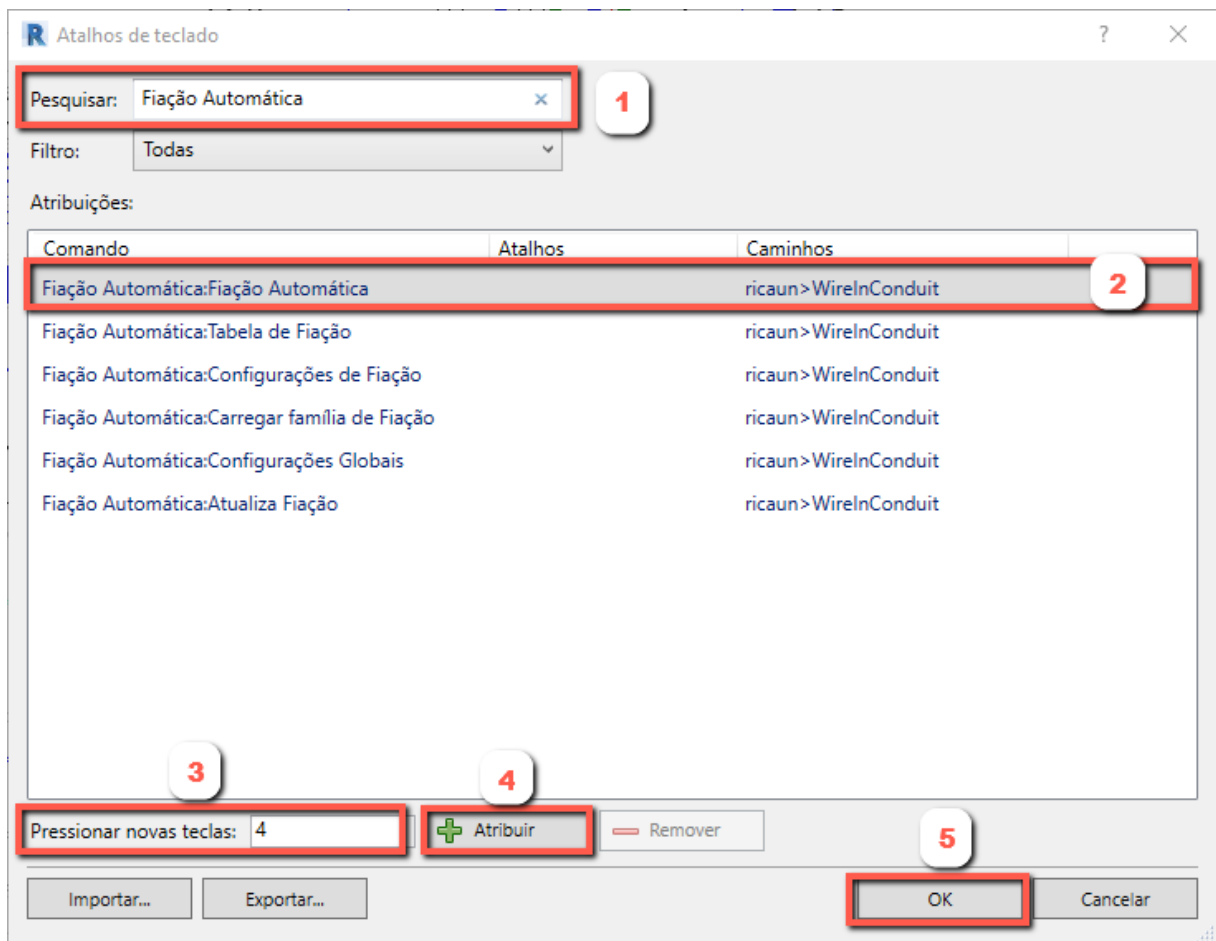 Atalhos de teclado ?
Pesquisar: Fiação Automática × 1
Filtro: Todas
Atribuições:
Comando Atalhos Caminhos
Fiação Automática:Fiação Automática ricaun>WireInConduit 2
Fiação Automática:Tabela de Fiação ricaun>WireInConduit
Fiação Automática:Configurações de Fiação ricaun>WireInConduit
Fiação Automática:Carregar família de Fiação ricaun>WireInConduit
Fiação Automática:Configurações Globais ricaun>WireInConduit
Fiação Automática:Atualiza Fiação ricaun>WireInConduit
3 4
Pressionar novas teclas: 4 Atribuir Remover 5
Importar... Exportar... OK Cancelar